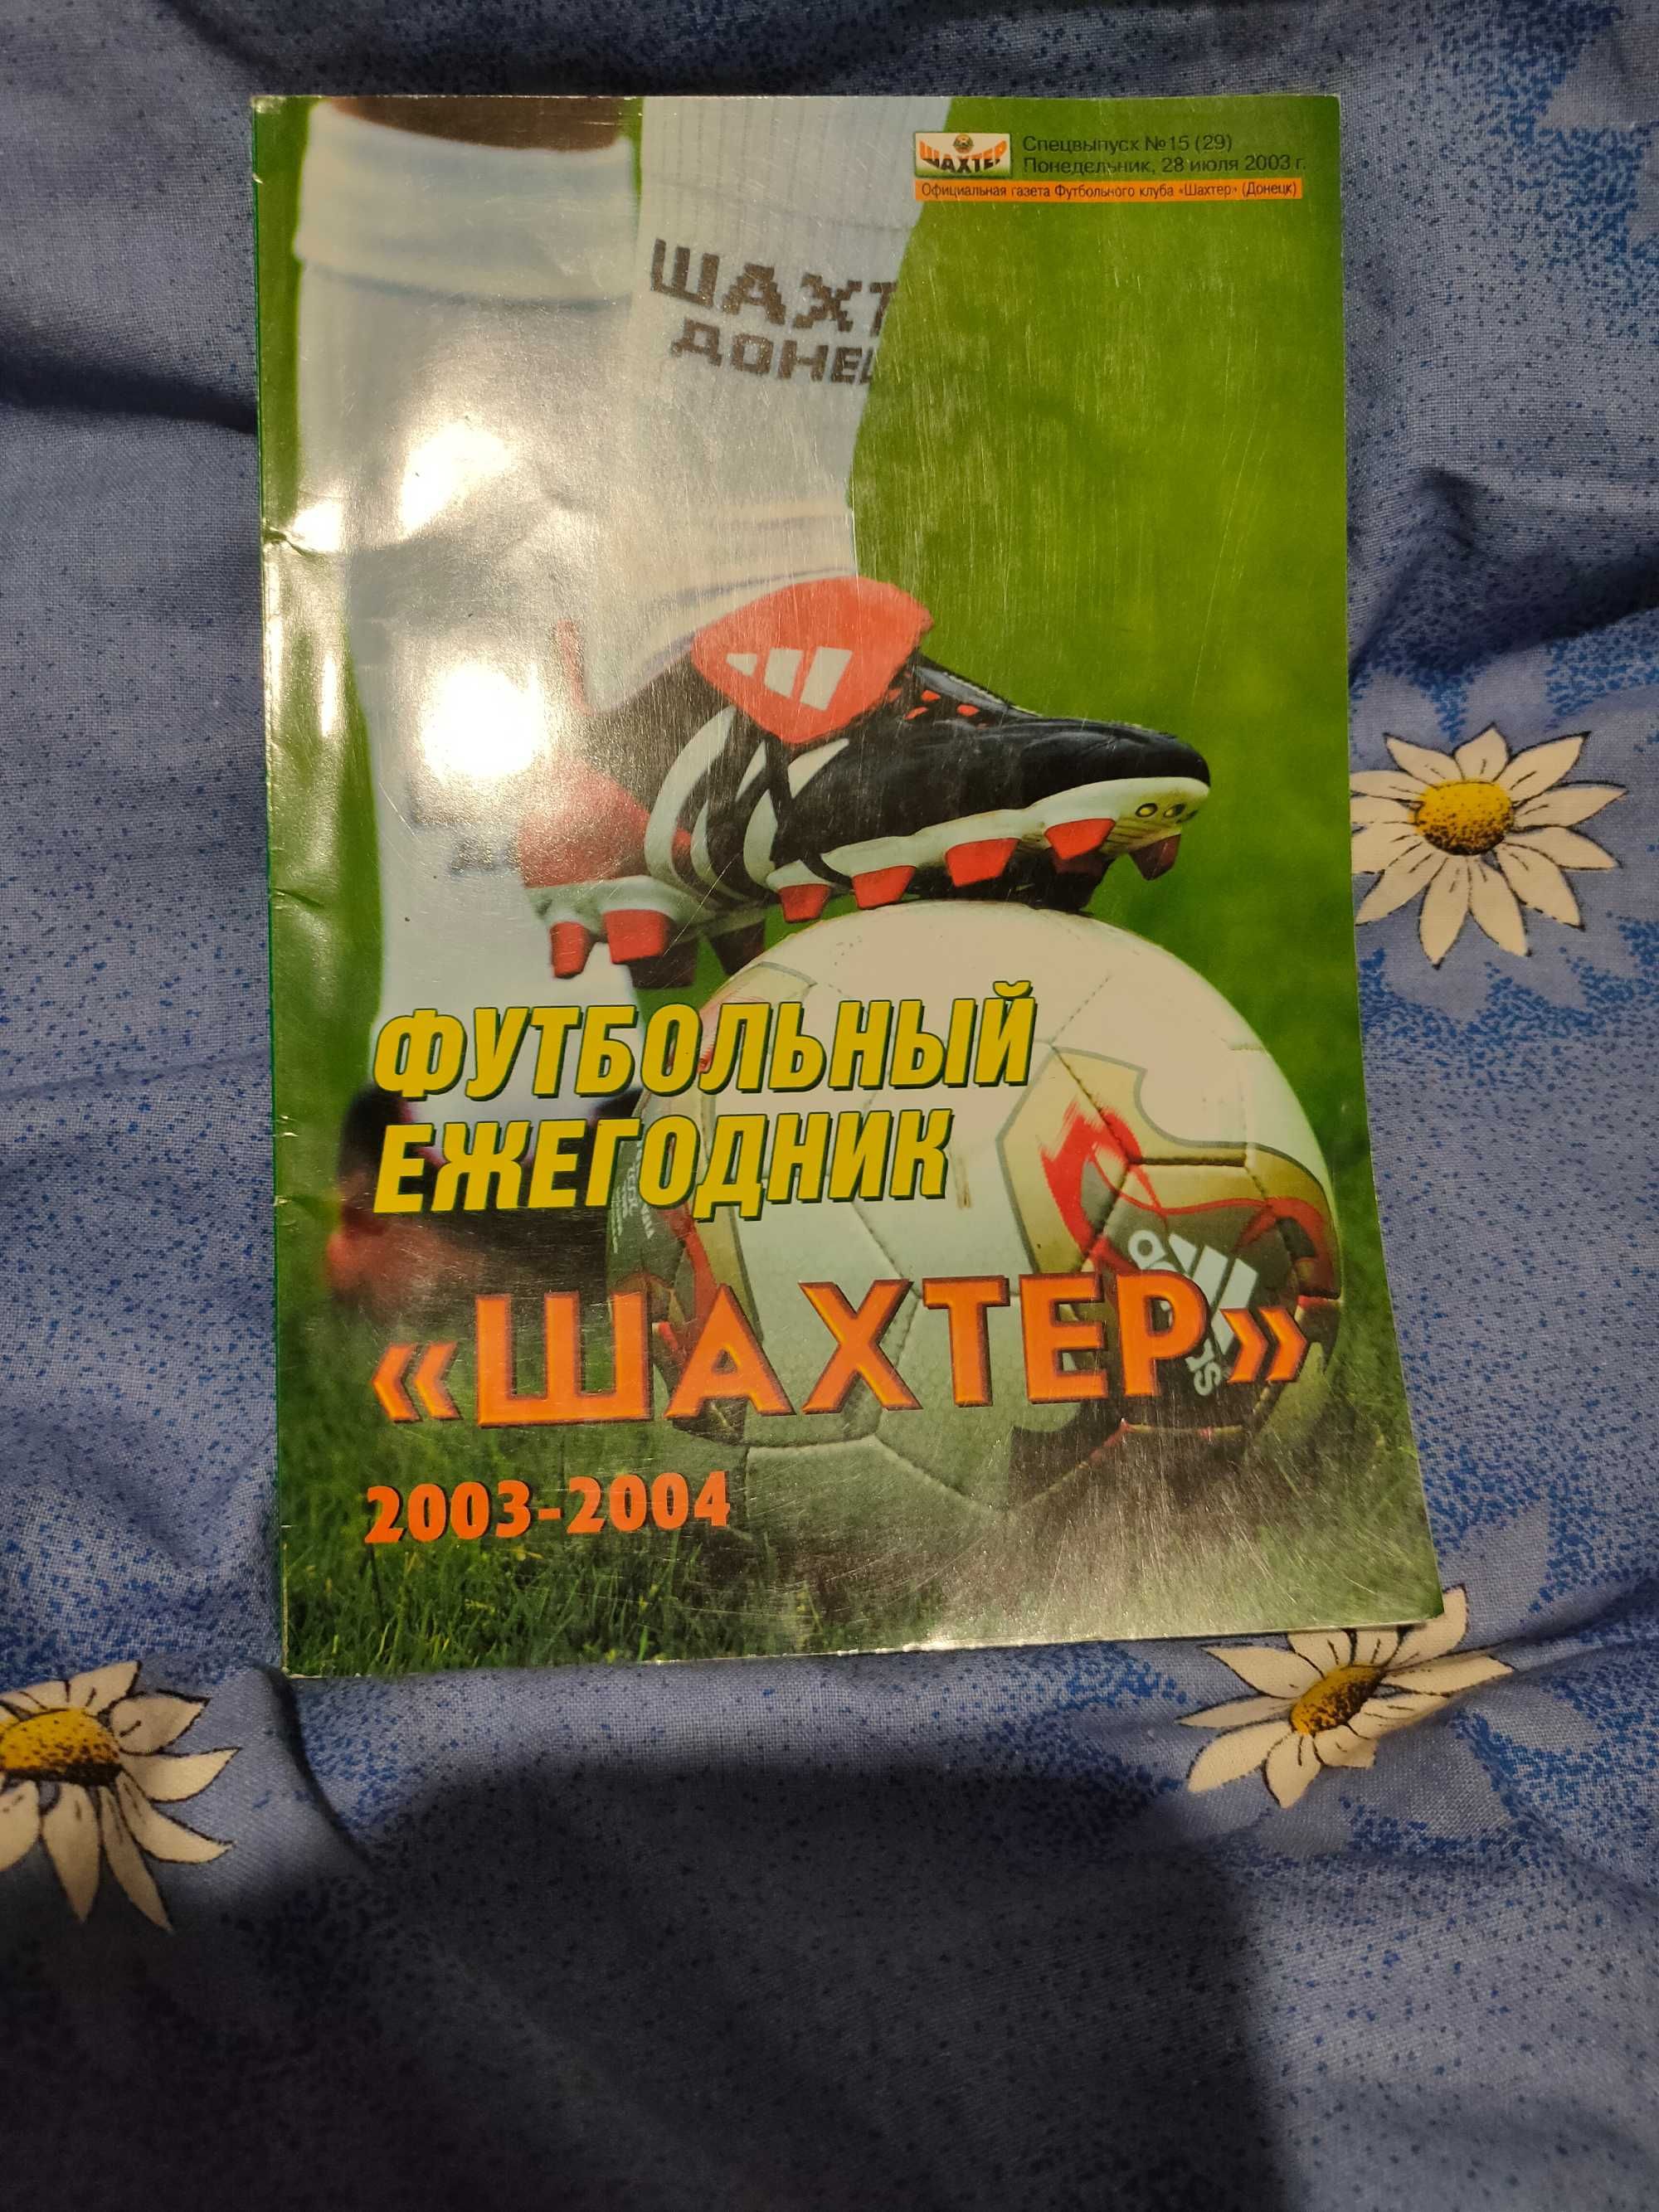 ШАХТЕР
Спецвыпуск №15 (29)
Понедельник, 28 июля 2003 г.
Официальная газета Футбольного клуба «Шахтер» (Донецк)
ШАХТ
ДОНЕЦ
ФУТБОЛЬНЫЙ
ЕЖЕГОДНИК
adidas
«ШАХТЕР»
2003-2004